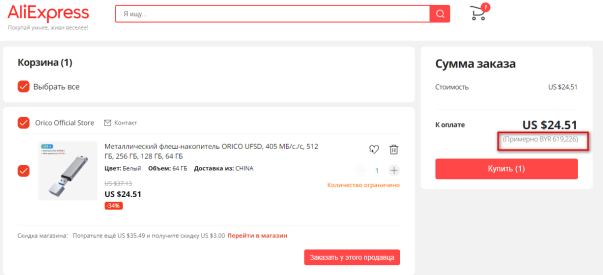 AliExpress
Покупай умнее, живи веселее!
Я ищу...
1
Корзина (1)
Выбрать все
Orico Official Store
Контакт
Металлический флеш-накопитель ORICO UFSD, 405 МБ/с./с, 512
ГБ, 256 ГБ, 128 ГБ, 64 ГБ
Цвет: Белый Объем: 64 ГБ Доставка из: CHINA
US $37.13
US $24.51
-34%
1
Количество ограничено
Скидка магазина: Потратьте ещё US $35.49 и получите скидку US $3.00 Перейти в магазин
Заказать у этого продавца
Сумма заказа
Стоимость US $24.51
К оплате US $24.51
(Примерно BYR 619,226)
Купить (1)